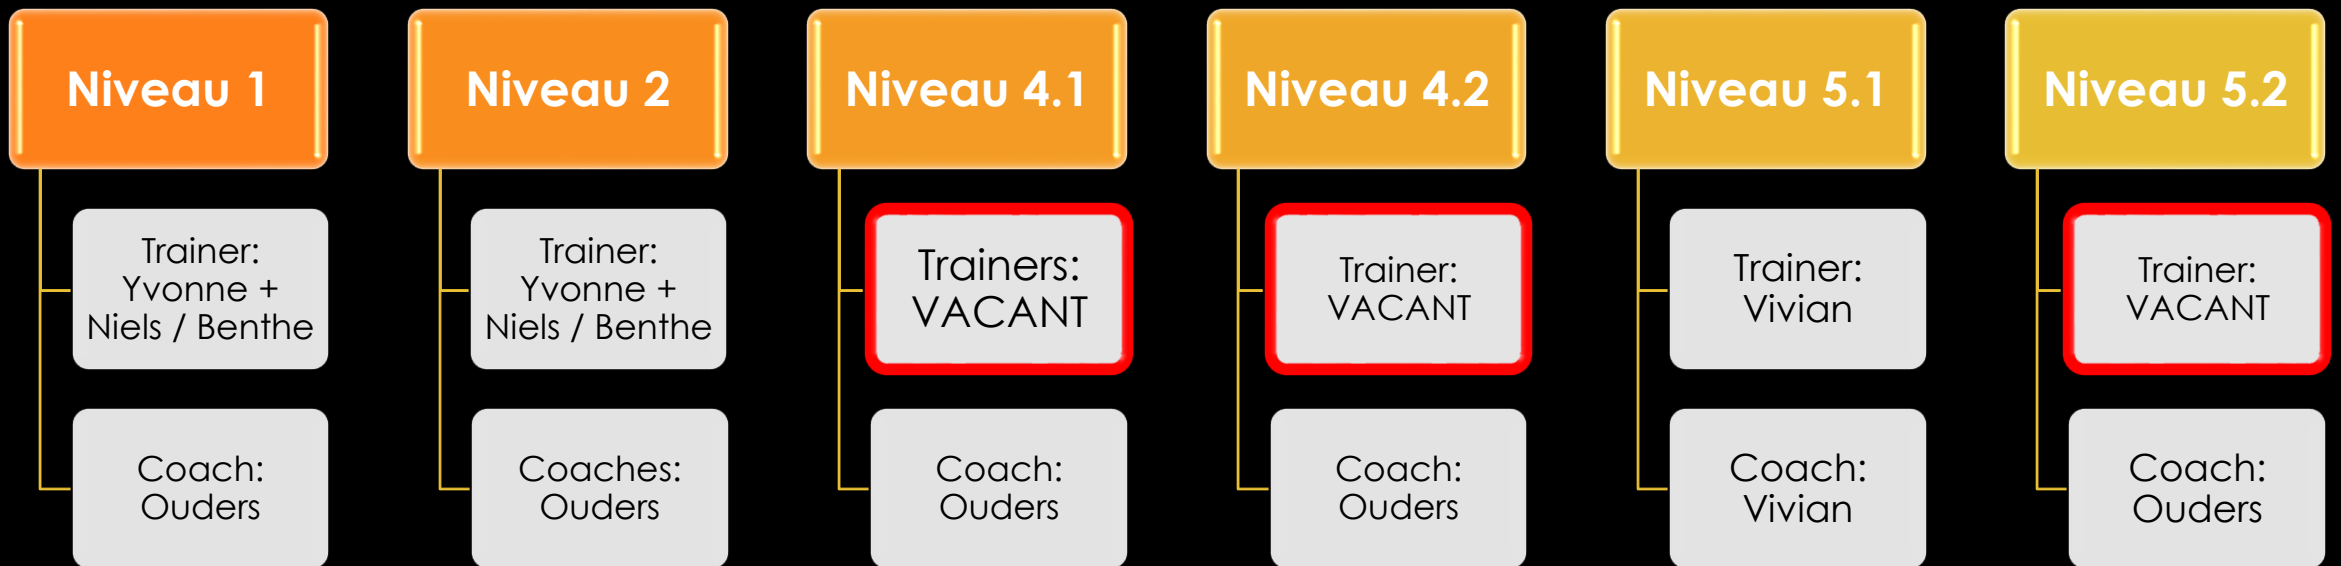 Niveau 1
Trainer:
Yvonne +
Niels / Benthe
Coach:
Ouders
Niveau 2
Trainer:
Yvonne +
Niels / Benthe
Coaches:
Ouders
Niveau 4.1
Trainers:
VACANT
Coach:
Ouders
Niveau 4.2
Trainer:
VACANT
Coach:
Ouders
Niveau 5.1
Trainer:
Vivian
Coach:
Vivian
Niveau 5.2
Trainer:
VACANT
Coach:
Ouders